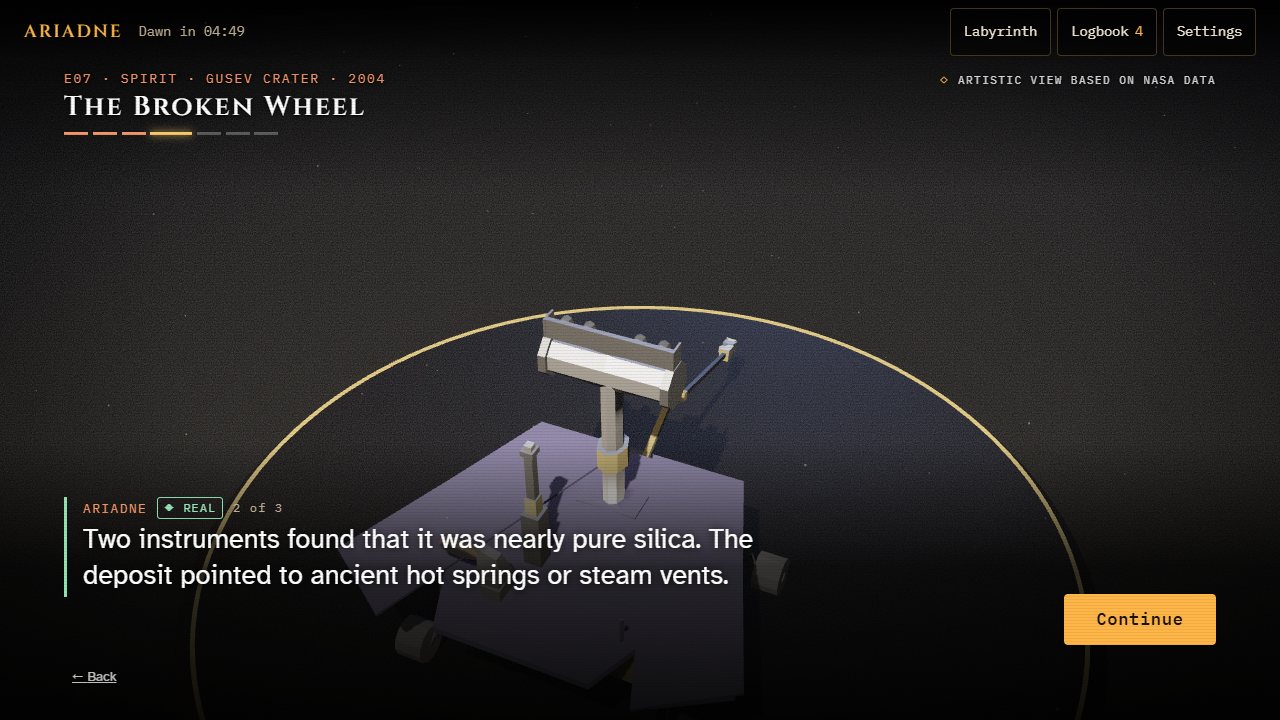 ARIADNE Dawn in 04:49 Labyrinth Logbook 4 Settings
E07 · SPIRIT · GUSEV CRATER · 2004
◇ ARTISTIC VIEW BASED ON NASA DATA
The Broken Wheel
ARIADNE ◆ REAL 2 of 3
Two instruments found that it was nearly pure silica. The
deposit pointed to ancient hot springs or steam vents.
Continue
← Back